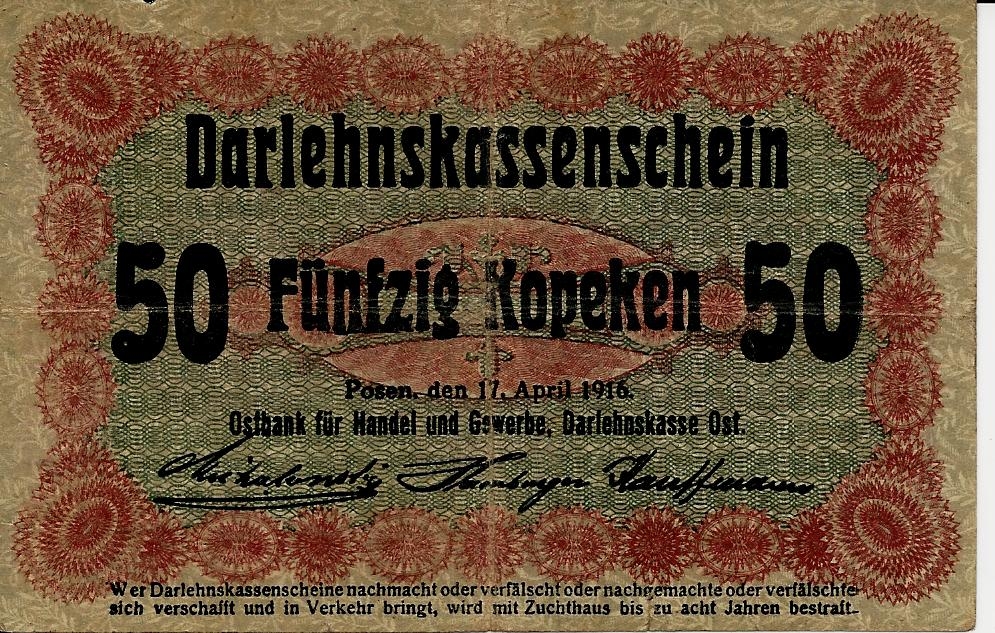 Darlehnskassenschein
50 Fünfzig Kopeken 50
Posen, den 17. April 1916.
Ostbank für Handel und Gewerbe, Darlehnskasse Ost.
Kauffmann
Wer Darlehnskassenscheine nachmacht oder verfälscht oder nachgemachte oder verfälschte
sich verschafft und in Verkehr bringt, wird mit Zuchthaus bis zu acht Jahren bestraft.